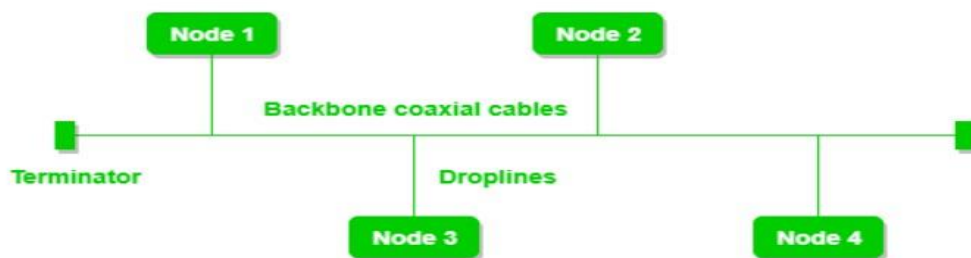 Node 1
Node 2
Backbone coaxial cables
Terminator
Droplines
Node 3
Node 4